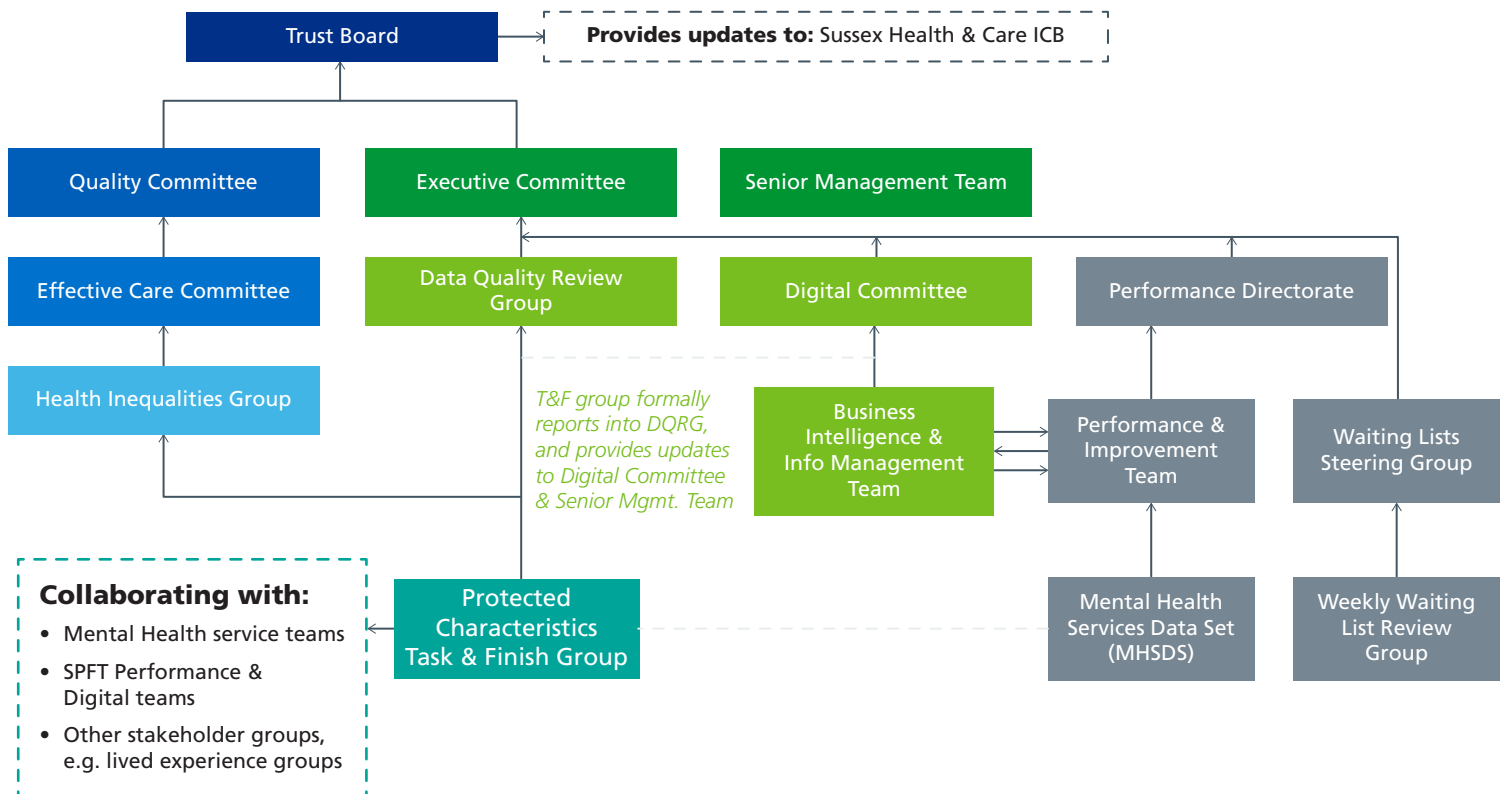 Trust Board
Provides updates to: Sussex Health & Care ICB
Quality Committee
Executive Committee
Senior Management Team
Effective Care Committee
Data Quality Review
Group
Digital Committee
Performance Directorate
Health Inequalities Group
T&F group formally
reports into DQRG,
and provides updates
to Digital Committee
& Senior Mgmt. Team
Business
Intelligence &
Info Management
Team
Performance &
Improvement
Team
Waiting Lists
Steering Group
Collaborating with:
• Mental Health service teams
• SPFT Performance &
Digital teams
• Other stakeholder groups,
e.g. lived experience groups
Protected
Characteristics
Task & Finish Group
Mental Health
Services Data Set
(MHSDS)
Weekly Waiting
List Review
Group